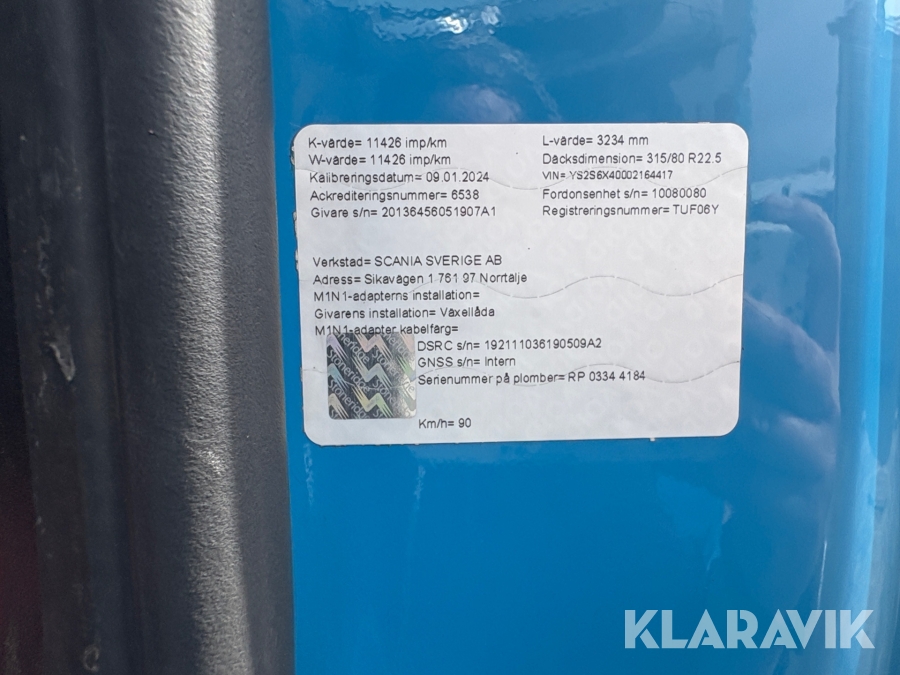 K-värde= 11426 imp/km
W-värde= 11426 imp/km
Kalibreringsdatum= 09.01.2024
Ackrediteringsnummer= 6538
Givare s/n= 20136456051907A1
L-värde= 3234 mm
Däcksdimension= 315/80 R22.5
VIN= YS2S6X40002164417
Fordonsenhet s/n= 10080080
Registreringsnummer= TUF06Y
Verkstad= SCANIA SVERIGE AB
Adress= Sikavägen 1 761 97 Norrtälje
M1N1-adapterns installation=
Givarens installation= Växellåda
M1N1-adapter kabelfärg=
DSRC s/n= 192111036190509A2
GNSS s/n= Intern
Serienummer på plomber= RP 0334 4184
Km/h= 90
Stoneridge
KLARAVIK